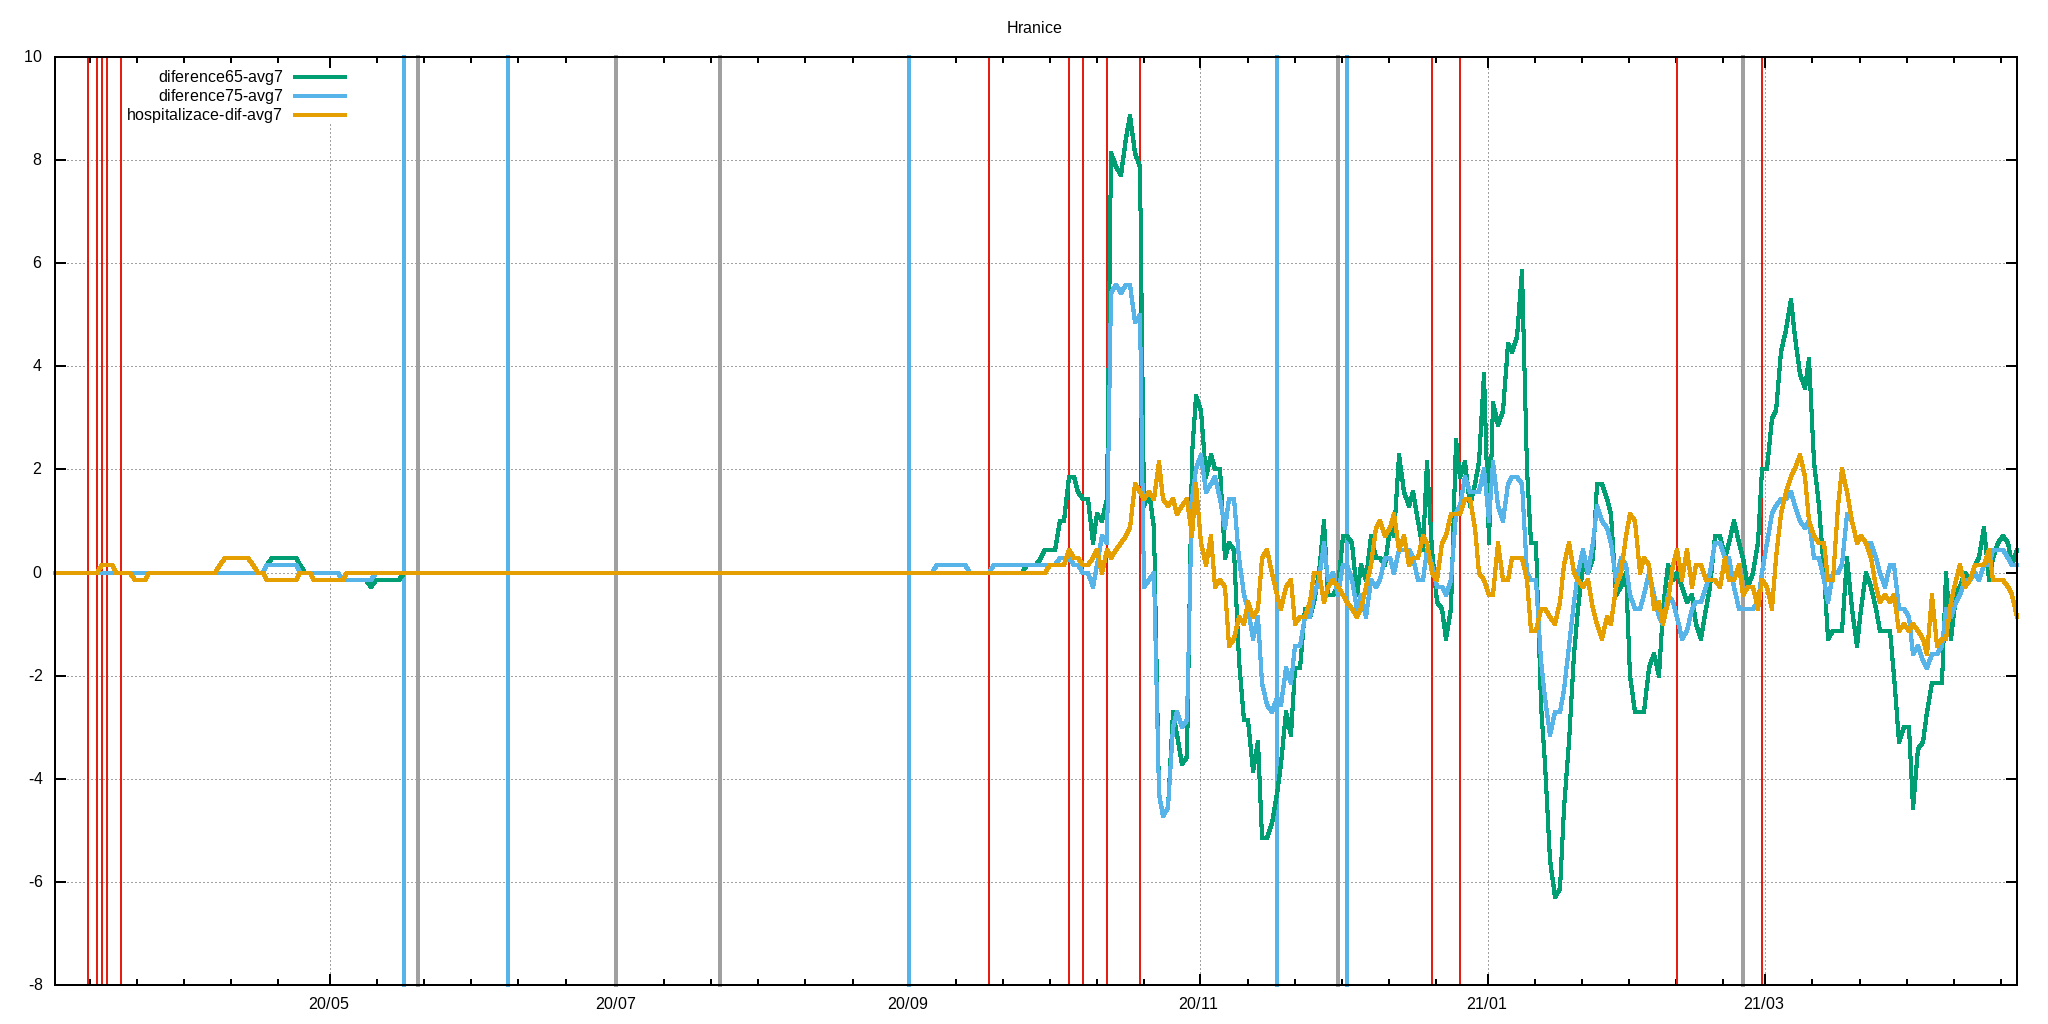 Hranice
diference65-avg7
diference75-avg7
hospitalizace-dif-avg7
10
8
6
4
2
0
-2
-4
-6
-8
20/05 20/07 20/09 20/11 21/01 21/03